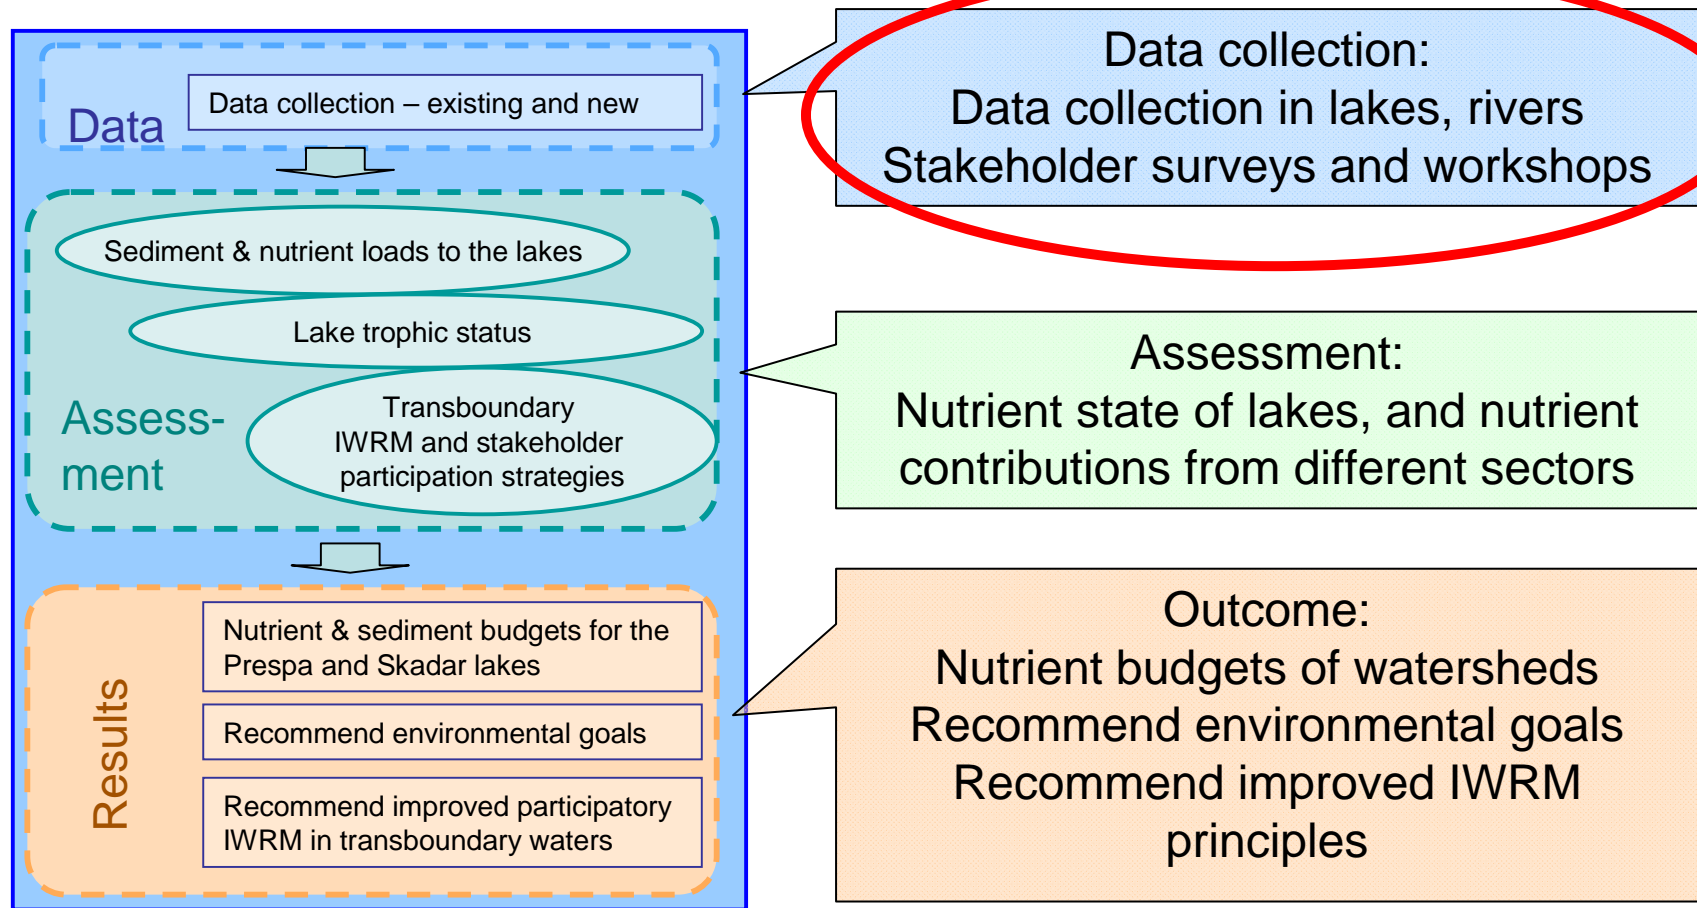 Data
Data collection – existing and new
Sediment & nutrient loads to the lakes
Lake trophic status
Transboundary
IWRM and stakeholder
participation strategies
Assess-
ment
Nutrient & sediment budgets for the
Prespa and Skadar lakes
Recommend environmental goals
Recommend improved participatory
IWRM in transboundary waters
Results
Data collection:
Data collection in lakes, rivers
Stakeholder surveys and workshops
Assessment:
Nutrient state of lakes, and nutrient
contributions from different sectors
Outcome:
Nutrient budgets of watersheds
Recommend environmental goals
Recommend improved IWRM
principles